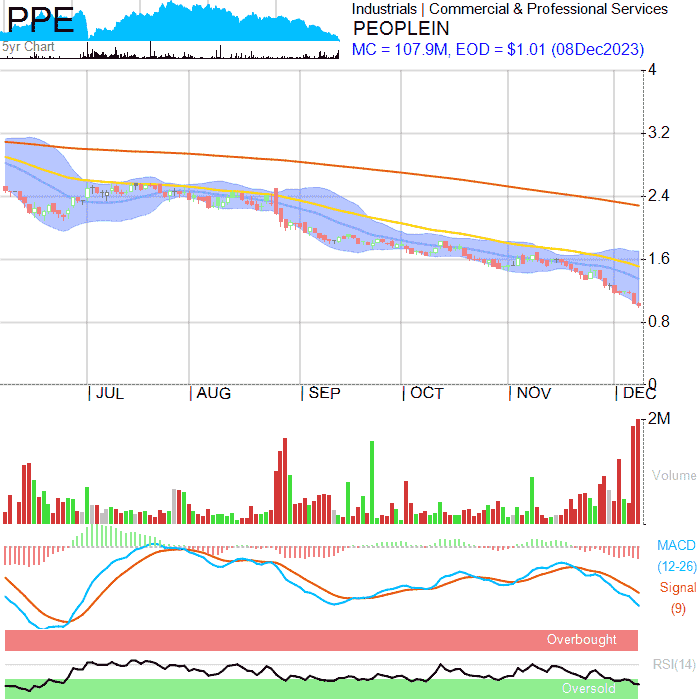 PPE
5yr Chart
Industrials | Commercial & Professional Services
PEOPLEIN
MC = 107.9M, EOD = $1.01 (08Dec2023)
4
3.2
2.4
1.6
0.8
0
JUL AUG SEP OCT NOV DEC
2M
Volume
MACD
(12-26)
Signal
(9)
Overbought
RSI(14)
Oversold